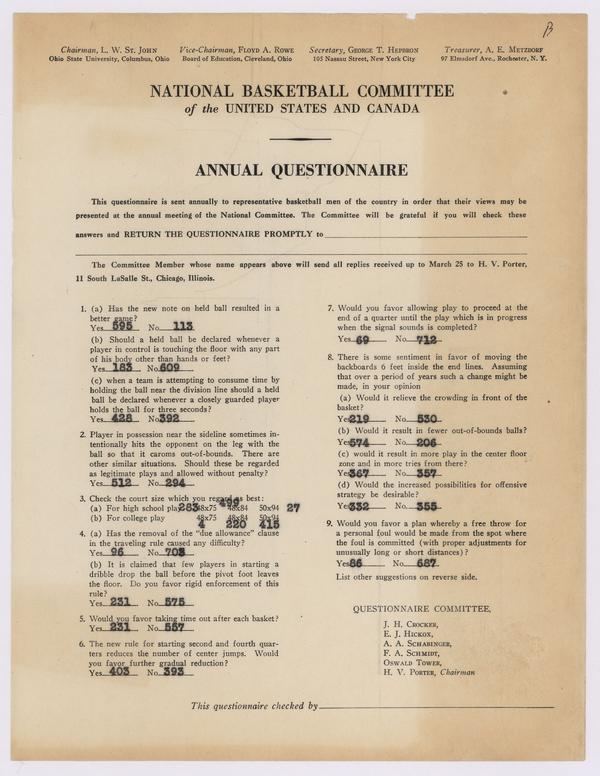 B
Chairman, L. W. St. John Vice-Chairman, Floyd A. Rowe Secretary, George T. Hepbron Treasurer, A. E. Metzdorf
Ohio State University, Columbus, Ohio Board of Education, Cleveland, Ohio 105 Nassau Street, New York City 97 Elmsdorf Ave., Rochester, N. Y.
NATIONAL BASKETBALL COMMITTEE
of the UNITED STATES AND CANADA
ANNUAL QUESTIONNAIRE
This questionnaire is sent annually to representative basketball men of the country in order that their views may be
presented at the annual meeting of the National Committee. The Committee will be grateful if you will check these
answers and RETURN THE QUESTIONNAIRE PROMPTLY to
The Committee Member whose name appears above will send all replies received up to March 25 to H. V. Porter,
11 South LaSalle St., Chicago, Illinois.
1. (a) Has the new note on held ball resulted in a
better game?
Yes 595 No 113
(b) Should a held ball be declared whenever a
player in control is touching the floor with any part
of his body other than hands or feet?
Yes 183 No 609
(c) when a team is attempting to consume time by
holding the ball near the division line should a held
ball be declared whenever a closely guarded player
holds the ball for three seconds?
Yes 428 No 392
2. Player in possession near the sideline sometimes in-
tentionally hits the opponent on the leg with the
ball so that it caroms out-of-bounds. There are
other similar situations. Should these be regarded
as legitimate plays and allowed without penalty?
Yes 512 No 294
3. Check the court size which you regard as best:
(a) For high school play 283 48x75 499 48x84 50x94 27
(b) For college play 48x75 48x84 50x94
4 220 415
4. (a) Has the removal of the "due allowance" clause
in the traveling rule caused any difficulty?
Yes 96 No 703
(b) It is claimed that few players in starting a
dribble drop the ball before the pivot foot leaves
the floor. Do you favor rigid enforcement of this
rule?
Yes 231 No 575
5. Would you favor taking time out after each basket?
Yes 231 No 557
6. The new rule for starting second and fourth quar-
ters reduces the number of center jumps. Would
you favor further gradual reduction?
Yes 403 No 393
7. Would you favor allowing play to proceed at the
end of a quarter until the play which is in progress
when the signal sounds is completed?
Yes 69 No 712
8. There is some sentiment in favor of moving the
backboards 6 feet inside the end lines. Assuming
that over a period of years such a change might be
made, in your opinion
(a) Would it relieve the crowding in front of the
basket?
Yes 219 No 530
(b) Would it result in fewer out-of-bounds balls?
Yes 574 No 206
(c) would it result in more play in the center floor
zone and in more tries from there?
Yes 367 No 357
(d) Would the increased possibilities for offensive
strategy be desirable?
Yes 332 No 355
9. Would you favor a plan whereby a free throw for
a personal foul would be made from the spot where
the foul is committed (with proper adjustments for
unusually long or short distances)?
Yes 86 No 687
List other suggestions on reverse side.
QUESTIONNAIRE COMMITTEE,
J. H. Crocker,
E. J. Hickox,
A. A. Schabinger,
F. A. Schmidt,
Oswald Tower,
H. V. Porter, Chairman
This questionnaire checked by